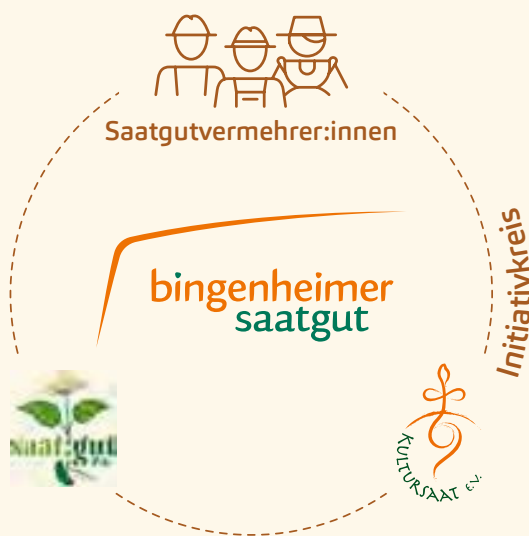 Saatgutvermehrer:innen
bingenheimer
saatgut
Initiativkreis
saat:gut
KULTURSAAT e.V.